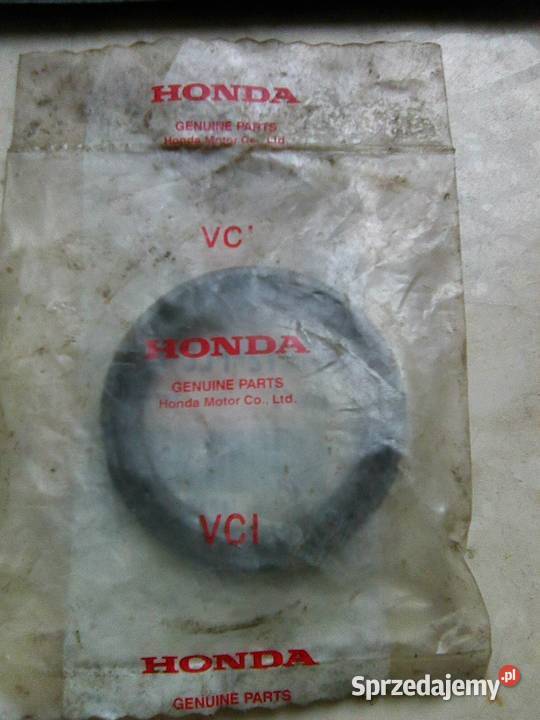 HONDA
GENUINE PARTS
Honda Motor Co., Ltd.
VC
HONDA
GENUINE PARTS
Honda Motor Co., Ltd.
VCI
HONDA
GENUINE PARTS
Sprzedajemy.pl